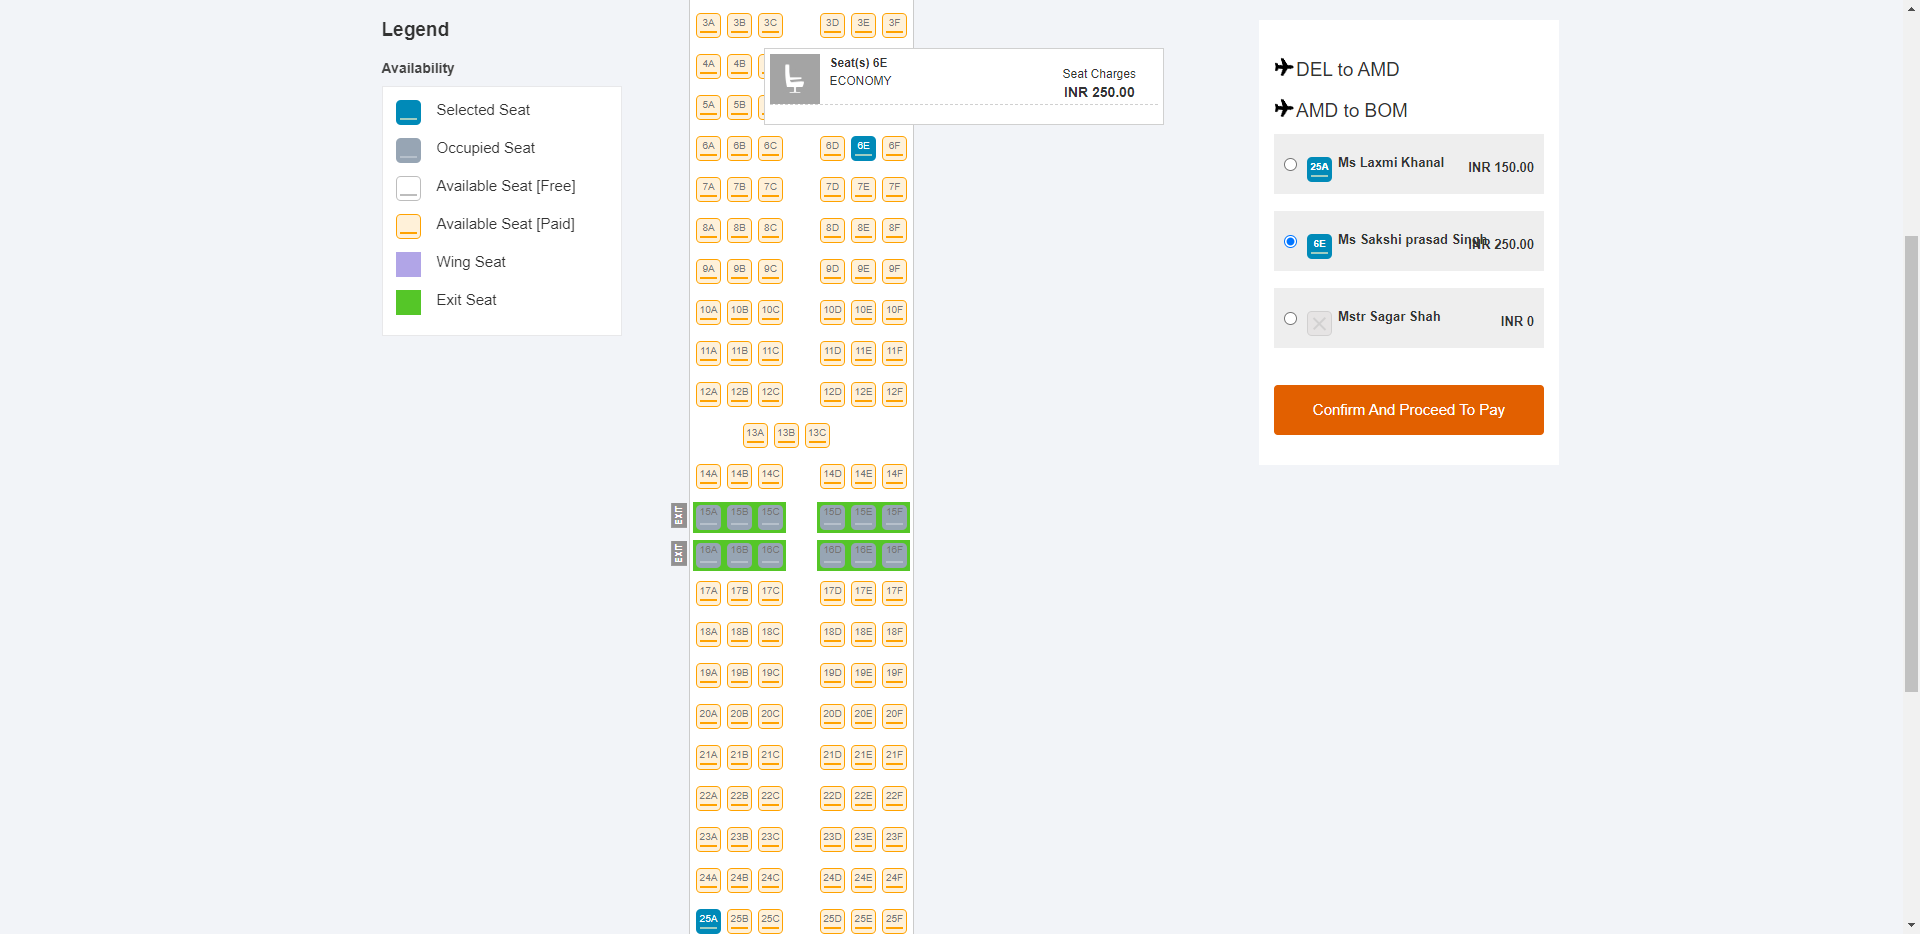 Legend
Availability
Selected Seat
Occupied Seat
Available Seat [Free]
Available Seat [Paid]
Wing Seat
Exit Seat
3A 3B 3C 3D 3E 3F
4A 4B
Seat(s) 6E
ECONOMY
Seat Charges
INR 250.00
5A 5B
6A 6B 6C 6D 6E 6F
7A 7B 7C 7D 7E 7F
8A 8B 8C 8D 8E 8F
9A 9B 9C 9D 9E 9F
10A 10B 10C 10D 10E 10F
11A 11B 11C 11D 11E 11F
12A 12B 12C 12D 12E 12F
13A 13B 13C
14A 14B 14C 14D 14E 14F
EXIT 15A 15B 15C 15D 15E 15F
EXIT 16A 16B 16C 16D 16E 16F
17A 17B 17C 17D 17E 17F
18A 18B 18C 18D 18E 18F
19A 19B 19C 19D 19E 19F
20A 20B 20C 20D 20E 20F
21A 21B 21C 21D 21E 21F
22A 22B 22C 22D 22E 22F
23A 23B 23C 23D 23E 23F
24A 24B 24C 24D 24E 24F
25A 25B 25C 25D 25E 25F
DEL to AMD
AMD to BOM
25A Ms Laxmi Khanal INR 150.00
6E Ms Sakshi prasad Singh INR 250.00
Mstr Sagar Shah INR 0
Confirm And Proceed To Pay